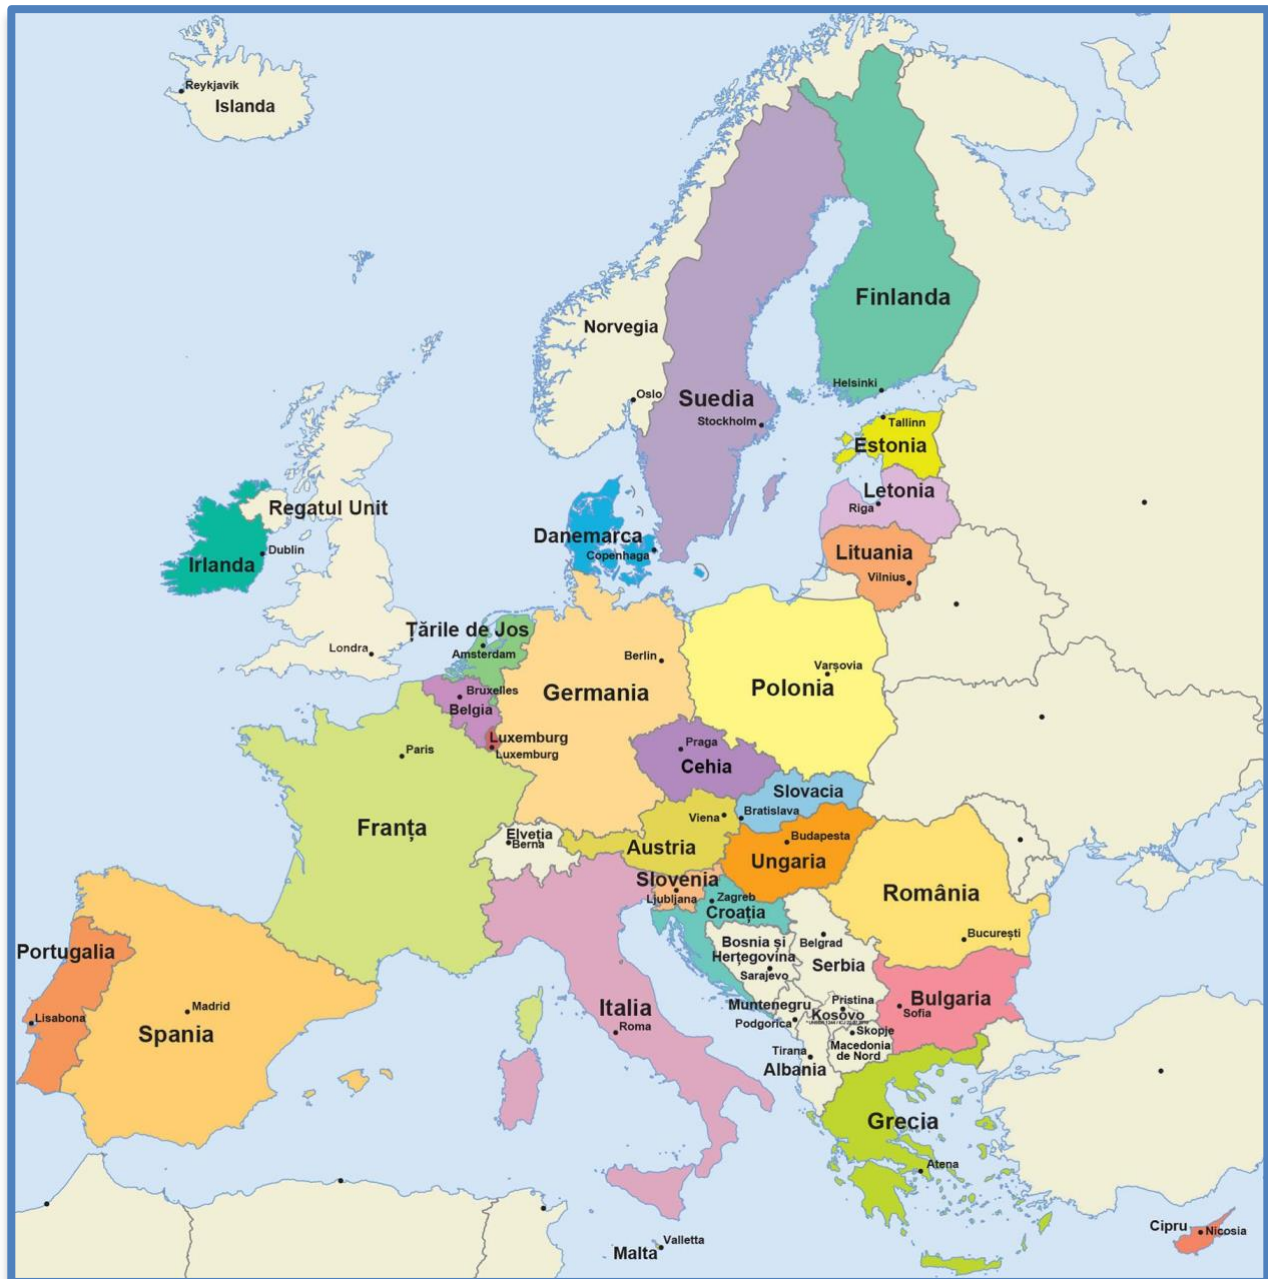 Reykjavík
Islanda
Finlanda
Norvegia
Helsinki
Oslo
Suedia
Stockholm
Tallinn
Estonia
Letonia
Riga
Regatul Unit
Danemarca
Copenhaga
Dublin
Irlanda
Lituania
Vilnius
Țările de Jos
Amsterdam
Londra
Berlin
Varșovia
Germania
Polonia
Bruxelles
Belgia
Luxemburg
Luxemburg
Paris
Praga
Cehia
Slovacia
Bratislava
Viena
Franța
Elveția
Berna
Austria
Budapesta
Ungaria
Slovenia
Ljubljana
Zagreb
Croația
România
București
Portugalia
Bosnia și
Herțegovina
Sarajevo
Belgrad
Serbia
Madrid
Lisabona
Spania
Italia
Roma
Muntenegru
Podgorica
Pristina
Kosovo
Bulgaria
Sofia
Skopje
Macedonia
de Nord
Tirana
Albania
Grecia
Atena
Cipru
Nicosia
Valletta
Malta